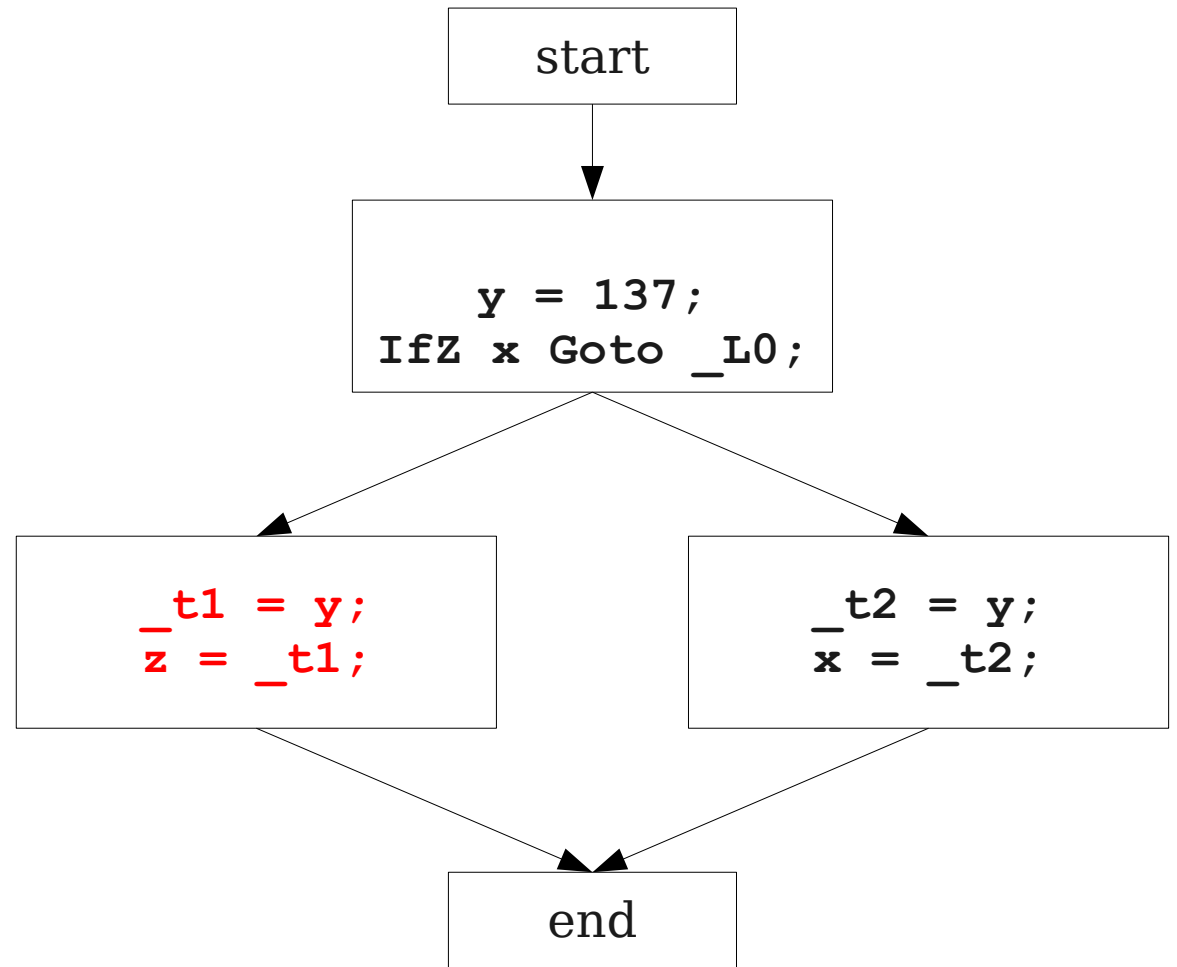 start
y = 137;
IfZ x Goto _L0;
_t1 = y;
z = _t1;
_t2 = y;
x = _t2;
end